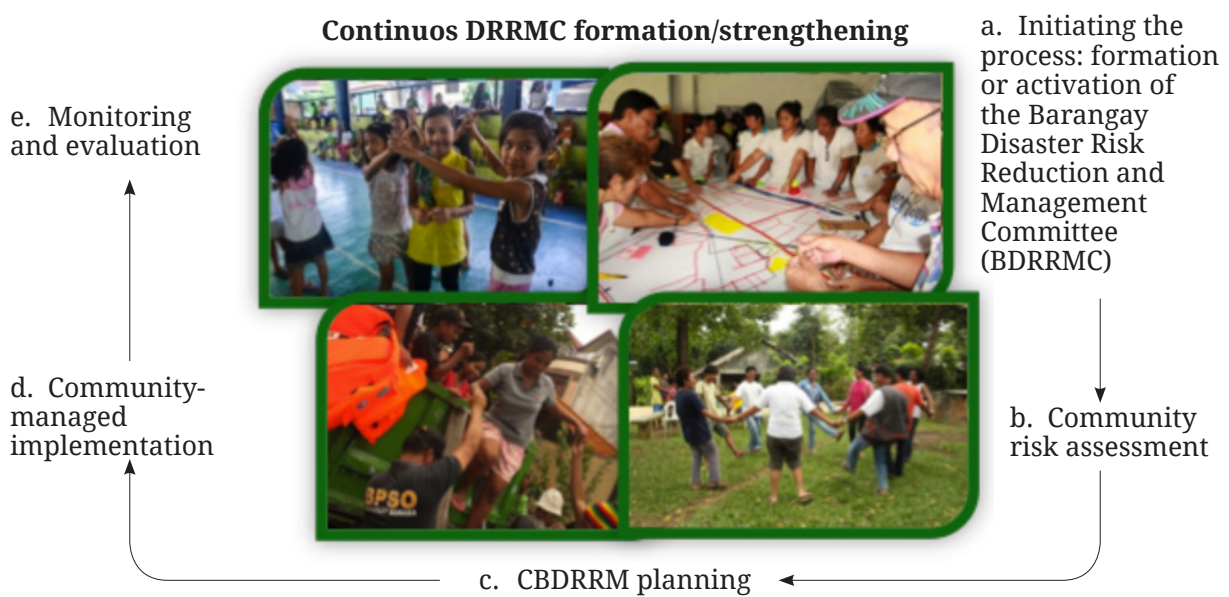 Continuos DRRMC formation/strengthening
a. Initiating the
process: formation
or activation of
the Barangay
Disaster Risk
Reduction and
Management
Committee
(BDRRMC)
b. Community
risk assessment
c. CBDRRM planning
d. Community-
managed
implementation
e. Monitoring
and evaluation
BPSO